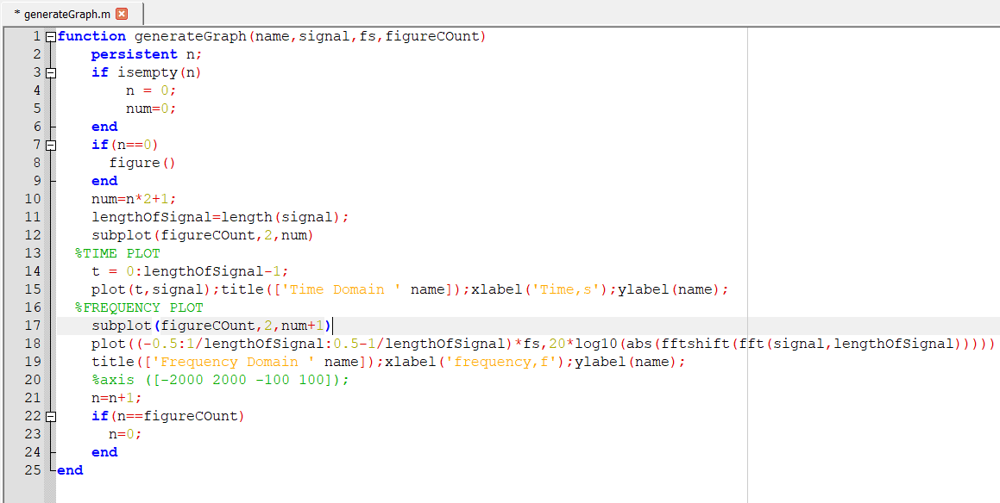 * generateGraph.m
1 function generateGraph(name,signal,fs,figureCOunt)
2     persistent n;
3     if isempty(n)
4         n = 0;
5         num=0;
6     end
7     if(n==0)
8       figure()
9     end
10     num=n*2+1;
11     lengthOfSignal=length(signal);
12     subplot(figureCOunt,2,num)
13   %TIME PLOT
14     t = 0:lengthOfSignal-1;
15     plot(t,signal);title(['Time Domain ' name]);xlabel('Time,s');ylabel(name);
16   %FREQUENCY PLOT
17     subplot(figureCOunt,2,num+1)
18     plot((-0.5:1/lengthOfSignal:0.5-1/lengthOfSignal)*fs,20*log10(abs(fftshift(fft(signal,lengthOfSignal)))))
19     title(['Frequency Domain ' name]);xlabel('frequency,f');ylabel(name);
20     %axis ([-2000 2000 -100 100]);
21     n=n+1;
22     if(n==figureCOunt)
23       n=0;
24     end
25 end